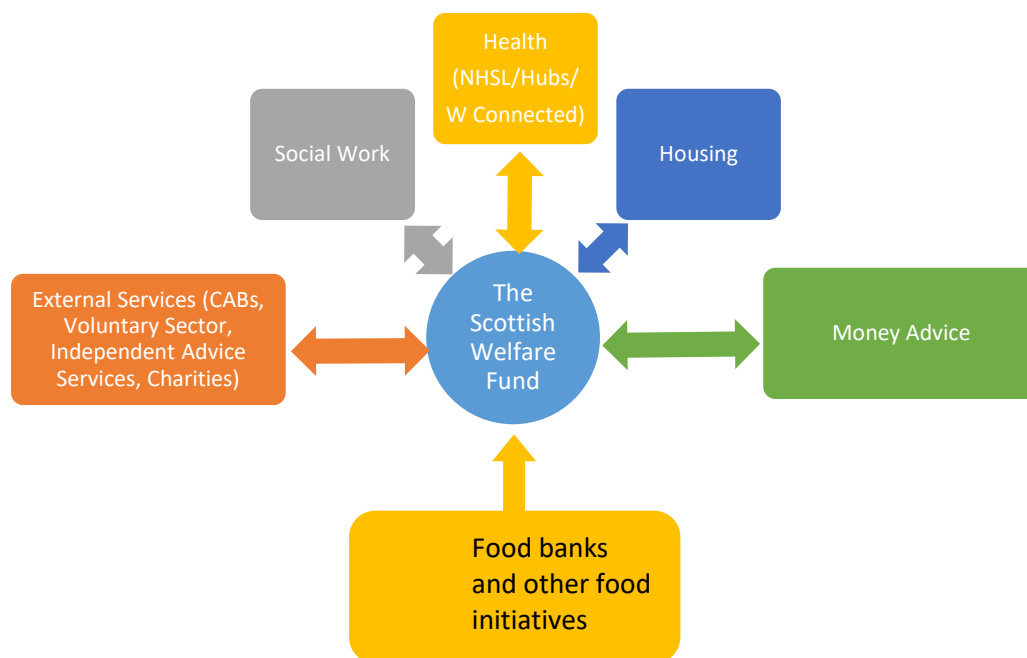 Health
(NHSL/Hubs/
W Connected)
Social Work
Housing
External Services (CABs,
Voluntary Sector,
Independent Advice
Services, Charities)
The
Scottish
Welfare
Fund
Money Advice
Food banks
and other food
initiatives